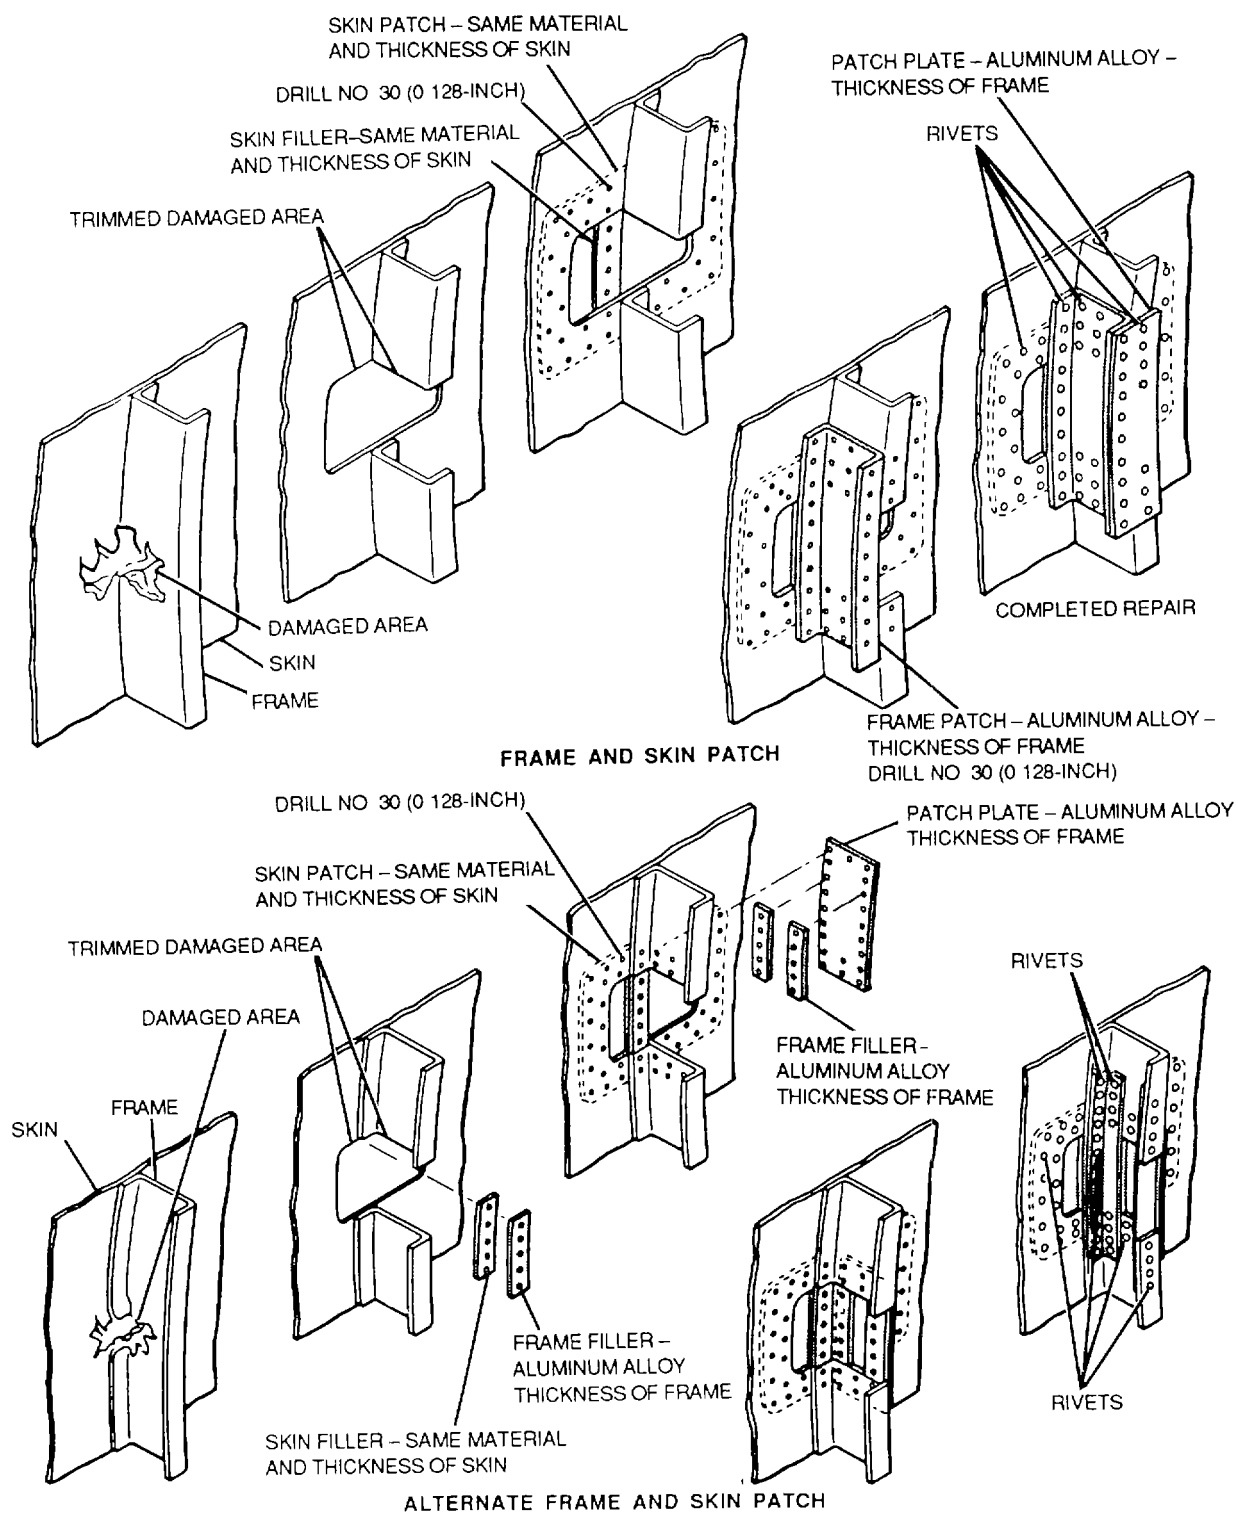 SKIN PATCH – SAME MATERIAL
AND THICKNESS OF SKIN
DRILL NO 30 (0 128-INCH)
SKIN FILLER–SAME MATERIAL
AND THICKNESS OF SKIN
TRIMMED DAMAGED AREA
PATCH PLATE – ALUMINUM ALLOY –
THICKNESS OF FRAME
RIVETS
DAMAGED AREA
SKIN
FRAME
COMPLETED REPAIR
FRAME PATCH – ALUMINUM ALLOY –
THICKNESS OF FRAME
DRILL NO 30 (0 128-INCH)
FRAME AND SKIN PATCH
DRILL NO 30 (0 128-INCH)
PATCH PLATE – ALUMINUM ALLOY
THICKNESS OF FRAME
SKIN PATCH – SAME MATERIAL
AND THICKNESS OF SKIN
TRIMMED DAMAGED AREA
DAMAGED AREA
FRAME
SKIN
RIVETS
FRAME FILLER –
ALUMINUM ALLOY
THICKNESS OF FRAME
FRAME FILLER –
ALUMINUM ALLOY
THICKNESS OF FRAME
RIVETS
SKIN FILLER – SAME MATERIAL
AND THICKNESS OF SKIN
ALTERNATE FRAME AND SKIN PATCH